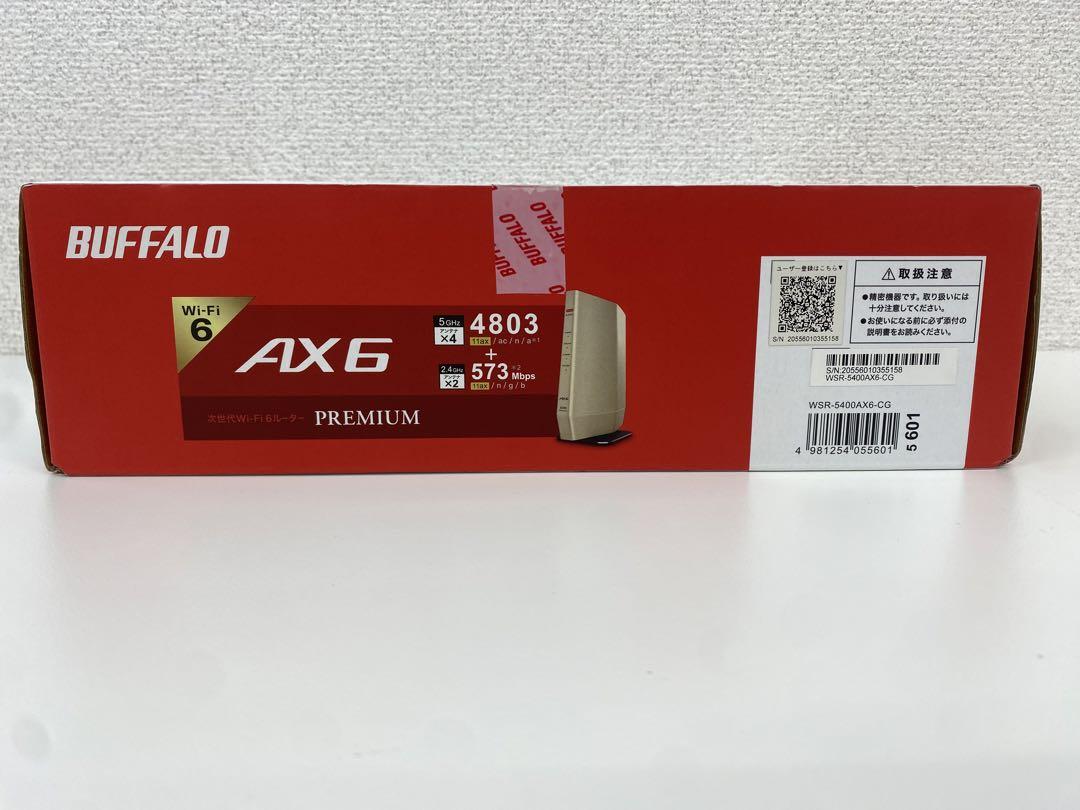 BUFFALO
BUFFALO
BUFFALO
BUFFALO
Wi-Fi
6
AX6
5GHz
アンテナ
×4
4803
11ax/ac/n/a※1
+
2.4GHz
アンテナ
×2
573※2 Mbps
11ax/n/g/b
次世代Wi-Fi 6ルーター PREMIUM
ユーザー登録はこちら▼
S/N 20556010355158
⚠取扱注意
●精密機器です。取り扱いには
十分注意してください。
●お使いになる前に必ず添付の
説明書をお読みください。
S/N:20556010355158
WSR-5400AX6-CG
WSR-5400AX6-CG
4 981254 055601
5601